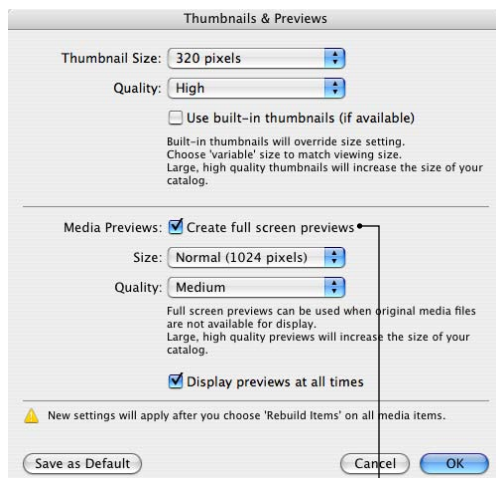 Thumbnails & Previews
Thumbnail Size: 320 pixels
Quality: High
Use built-in thumbnails (if available)
Built-in thumbnails will override size setting.
Choose 'variable' size to match viewing size.
Large, high quality thumbnails will increase the size of your
catalog.
Media Previews: Create full screen previews
Size: Normal (1024 pixels)
Quality: Medium
Full screen previews can be used when original media files
are not available for display.
Large, high quality previews will increase the size of your
catalog.
Display previews at all times
New settings will apply after you choose 'Rebuild Items' on all media items.
Save as Default Cancel OK